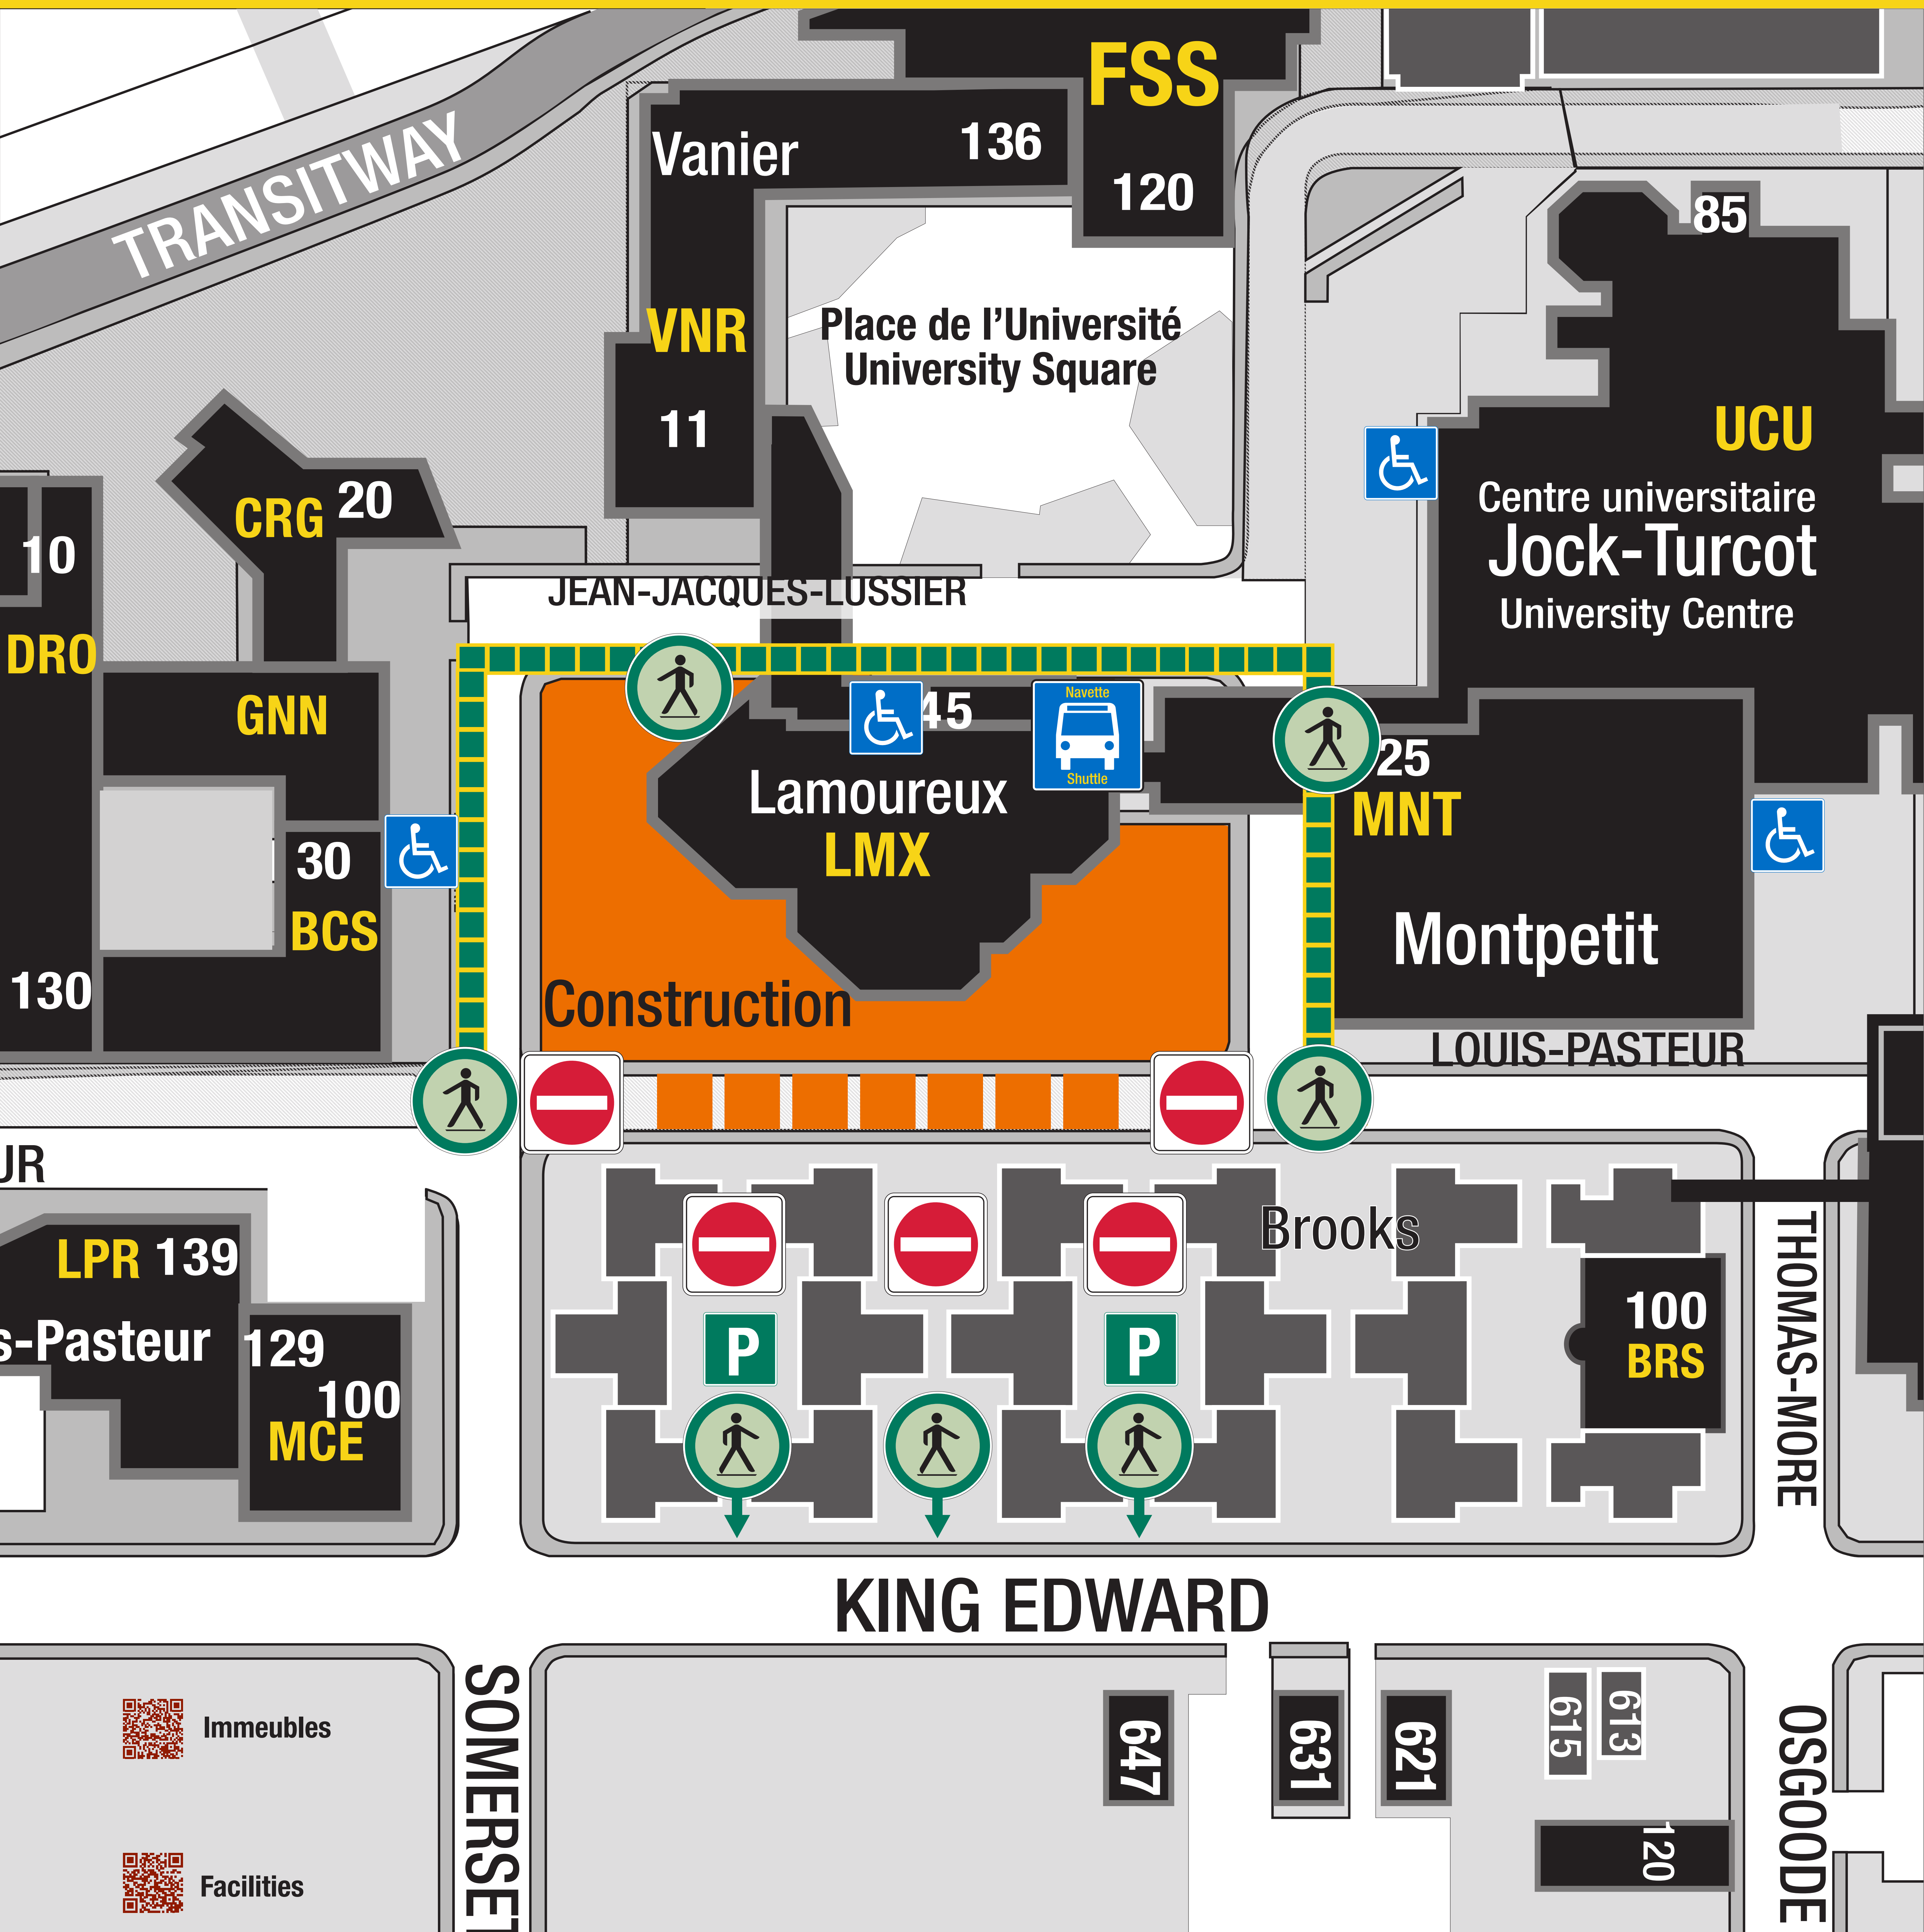 FSS
Vanier
136
120
TRANSITWAY
85
VNR
Place de l’Université
University Square
11
UCU
CRG
20
Centre universitaire
Jock-Turcot
University Centre
10
JEAN-JACQUES-LUSSIER
DRO
GNN
45
Navette
Shuttle
25
MNT
Lamoureux
LMX
30
BCS
Montpetit
130
Construction
LOUIS-PASTEUR
UR
Brooks
LPR
139
s-Pasteur
129
100
MCE
P
P
100
BRS
THOMAS-MORE
KING EDWARD
SOMERSET
647
631
621
615
613
120
OSGOODE
Immeubles
Facilities